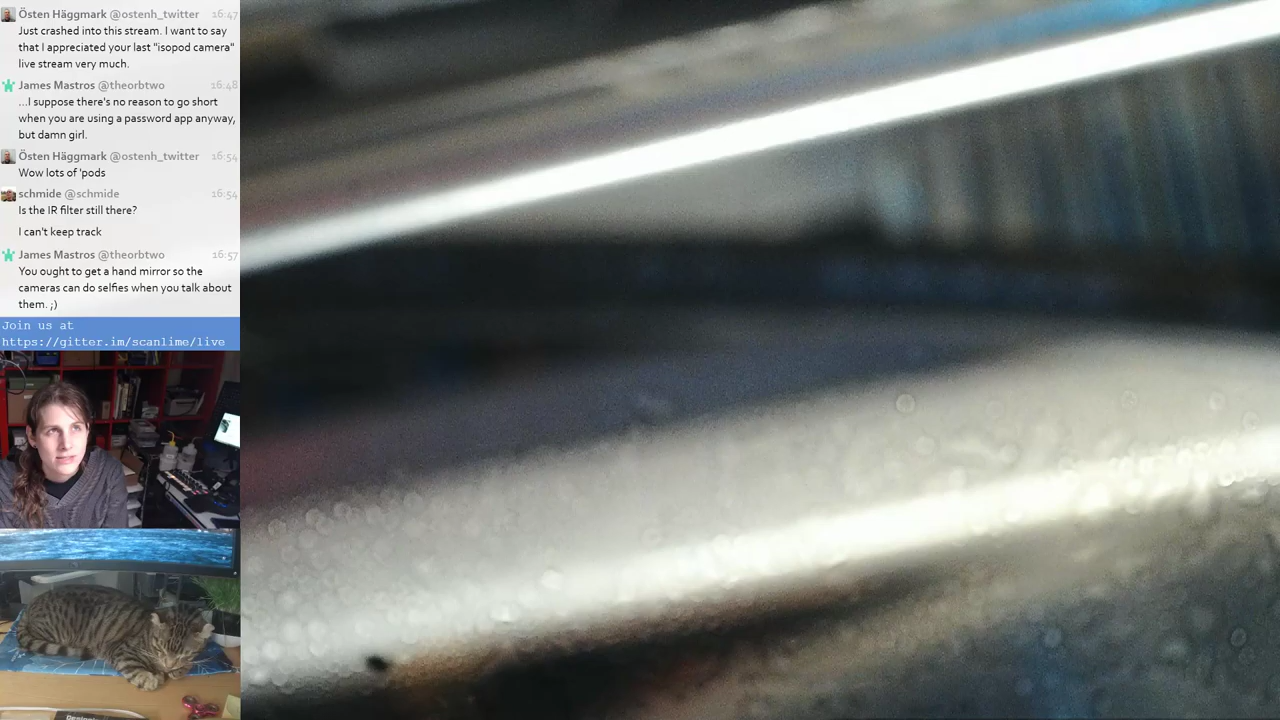 Östen Häggmark @ostenh_twitter 16:47
Just crashed into this stream. I want to
say that I appreciated your last "isopod camera"
live stream very much.
James Mastros @theorbtwo 16:48
...I suppose there's no reason to go short
when you are using a password app anyway,
but damn girl.
Östen Häggmark @ostenh_twitter 16:54
Wow lots of 'pods
schmide @schmide 16:54
Is the IR filter still there?
I can't keep track
James Mastros @theorbtwo 16:57
You ought to get a hand mirror so the
cameras can do selfies when you talk about
them. ;)
Join us at
https://gitter.im/scanlime/live